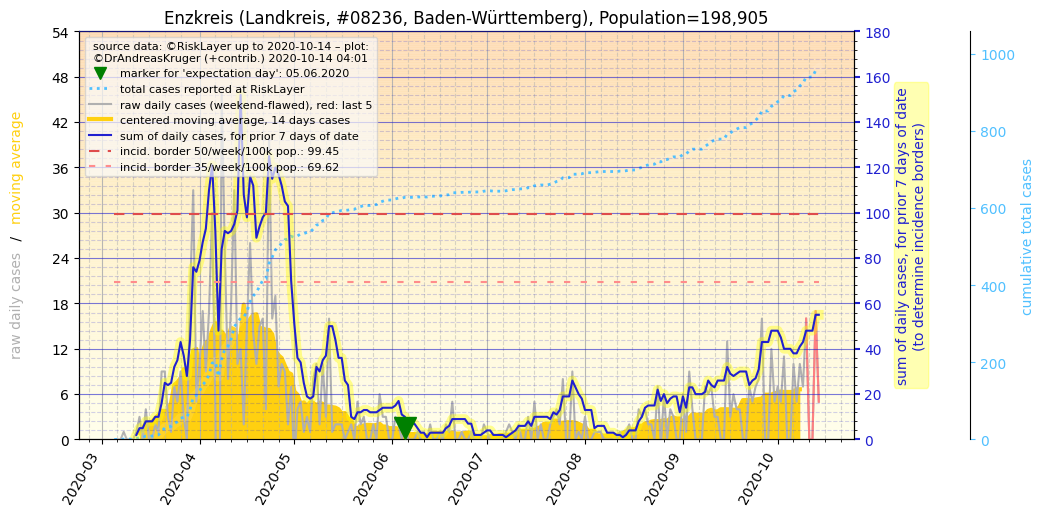 Enzkreis (Landkreis, #08236, Baden-Württemberg), Population=198,905
source data: ©RiskLayer up to 2020-10-14 – plot:
©DrAndreasKruger (+contrib.) 2020-10-14 04:01
marker for 'expectation day': 05.06.2020
total cases reported at RiskLayer
raw daily cases (weekend-flawed), red: last 5
centered moving average, 14 days cases
sum of daily cases, for prior 7 days of date
incid. border 50/week/100k pop.: 99.45
incid. border 35/week/100k pop.: 69.62
raw daily cases / moving average
54
48
42
36
30
24
18
12
6
0
2020-03
2020-04
2020-05
2020-06
2020-07
2020-08
2020-09
2020-10
180
160
140
120
100
80
60
40
20
0
sum of daily cases, for prior 7 days of date
(to determine incidence borders)
1000
800
600
400
200
0
cumulative total cases